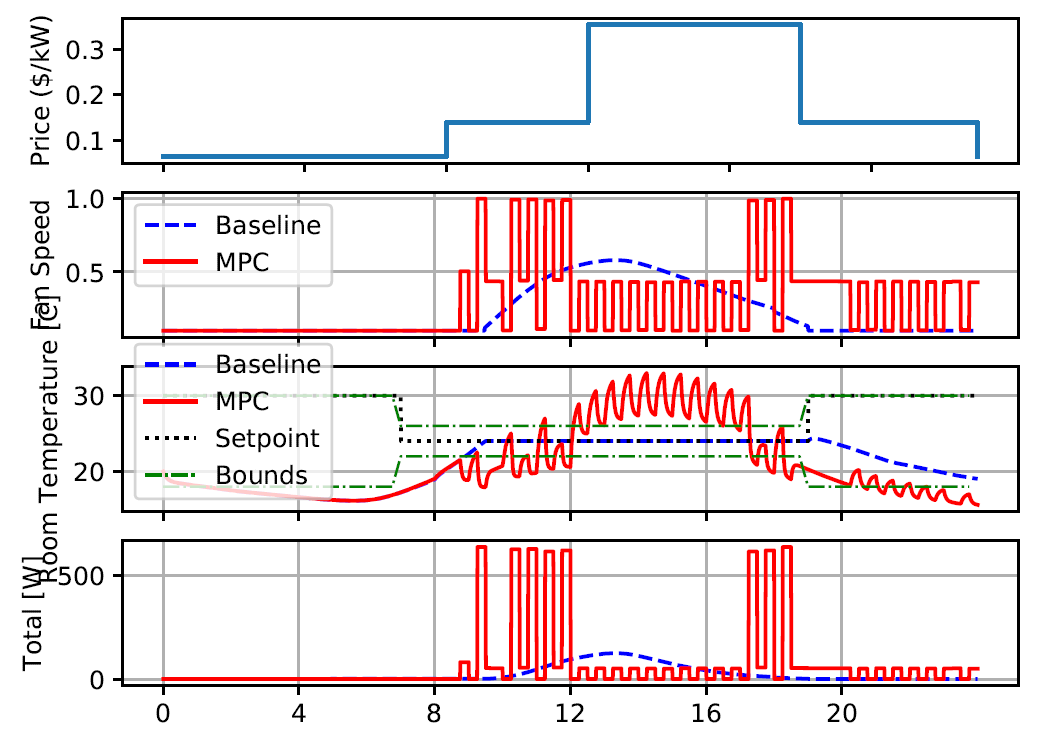 Price ($/kW)
0.3
0.2
0.1
Fan Speed
1.0
0.5
Baseline
MPC
Room Temperature [C]
30
20
Baseline
MPC
Setpoint
Bounds
Total [W]
500
0
0 4 8 12 16 20